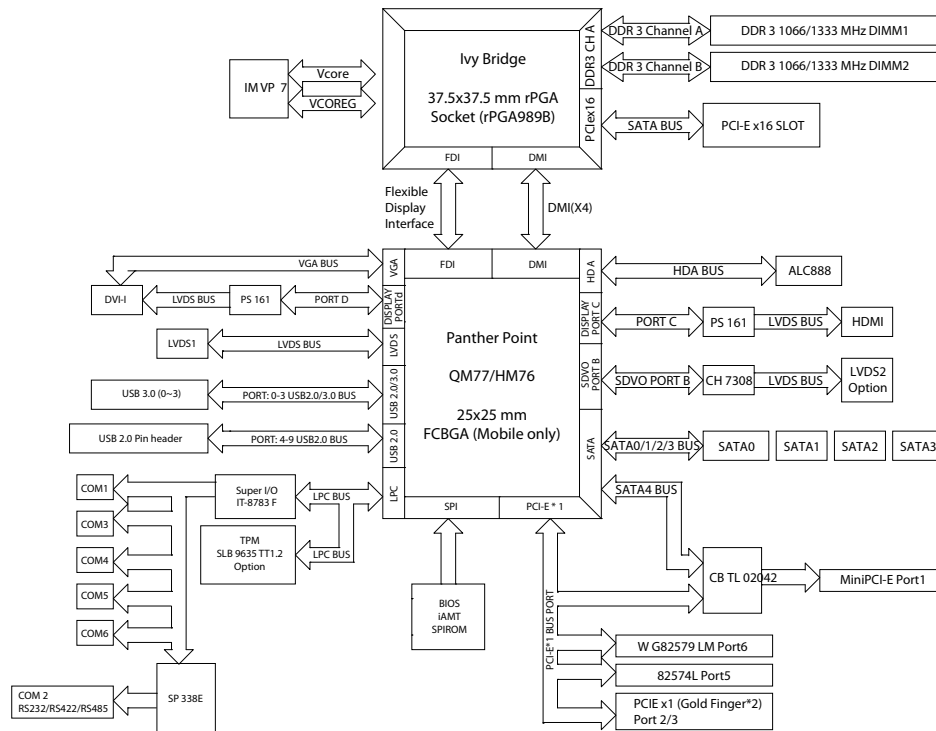 IM VP 7
Vcore
VCOREG
Ivy Bridge
37.5x37.5 mm rPGA
Socket (rPGA989B)
DDR3 CH A
PCIex16
FDI
DMI
DDR 3 Channel A
DDR 3 1066/1333 MHz DIMM1
DDR 3 Channel B
DDR 3 1066/1333 MHz DIMM2
SATA BUS
PCI-E x16 SLOT
Flexible
Display
Interface
DMI(X4)
VGA BUS
DVI-I
LVDS BUS
PS 161
PORT D
LVDS1
LVDS BUS
USB 3.0 (0~3)
PORT: 0-3 USB2.0/3.0 BUS
USB 2.0 Pin header
PORT: 4-9 USB2.0 BUS
VGA
DISPLAY
PORTd
LVDS
USB 2.0/3.0
USB 2.0
LPC
FDI
DMI
Panther Point
QM77/HM76
25x25 mm
FCBGA (Mobile only)
SPI
PCI-E * 1
HD A
DISPLAY
PORT C
SDVO
PORT B
SATA
HDA BUS
ALC888
PORT C
PS 161
LVDS BUS
HDMI
SDVO PORT B
CH 7308
LVDS BUS
LVDS2
Option
SATA0/1/2/3 BUS
SATA0
SATA1
SATA2
SATA3
SATA4 BUS
COM1
COM3
COM4
COM5
COM6
Super I/O
IT-8783 F
LPC BUS
TPM
SLB 9635 TT1.2
Option
LPC BUS
BIOS
iAMT
SPIROM
PCI-E*1 BUS PORT
CB TL 02042
MiniPCI-E Port1
W G82579 LM Port6
82574L Port5
PCIE x1 (Gold Finger*2)
Port 2/3
COM 2
RS232/RS422/RS485
SP 338E